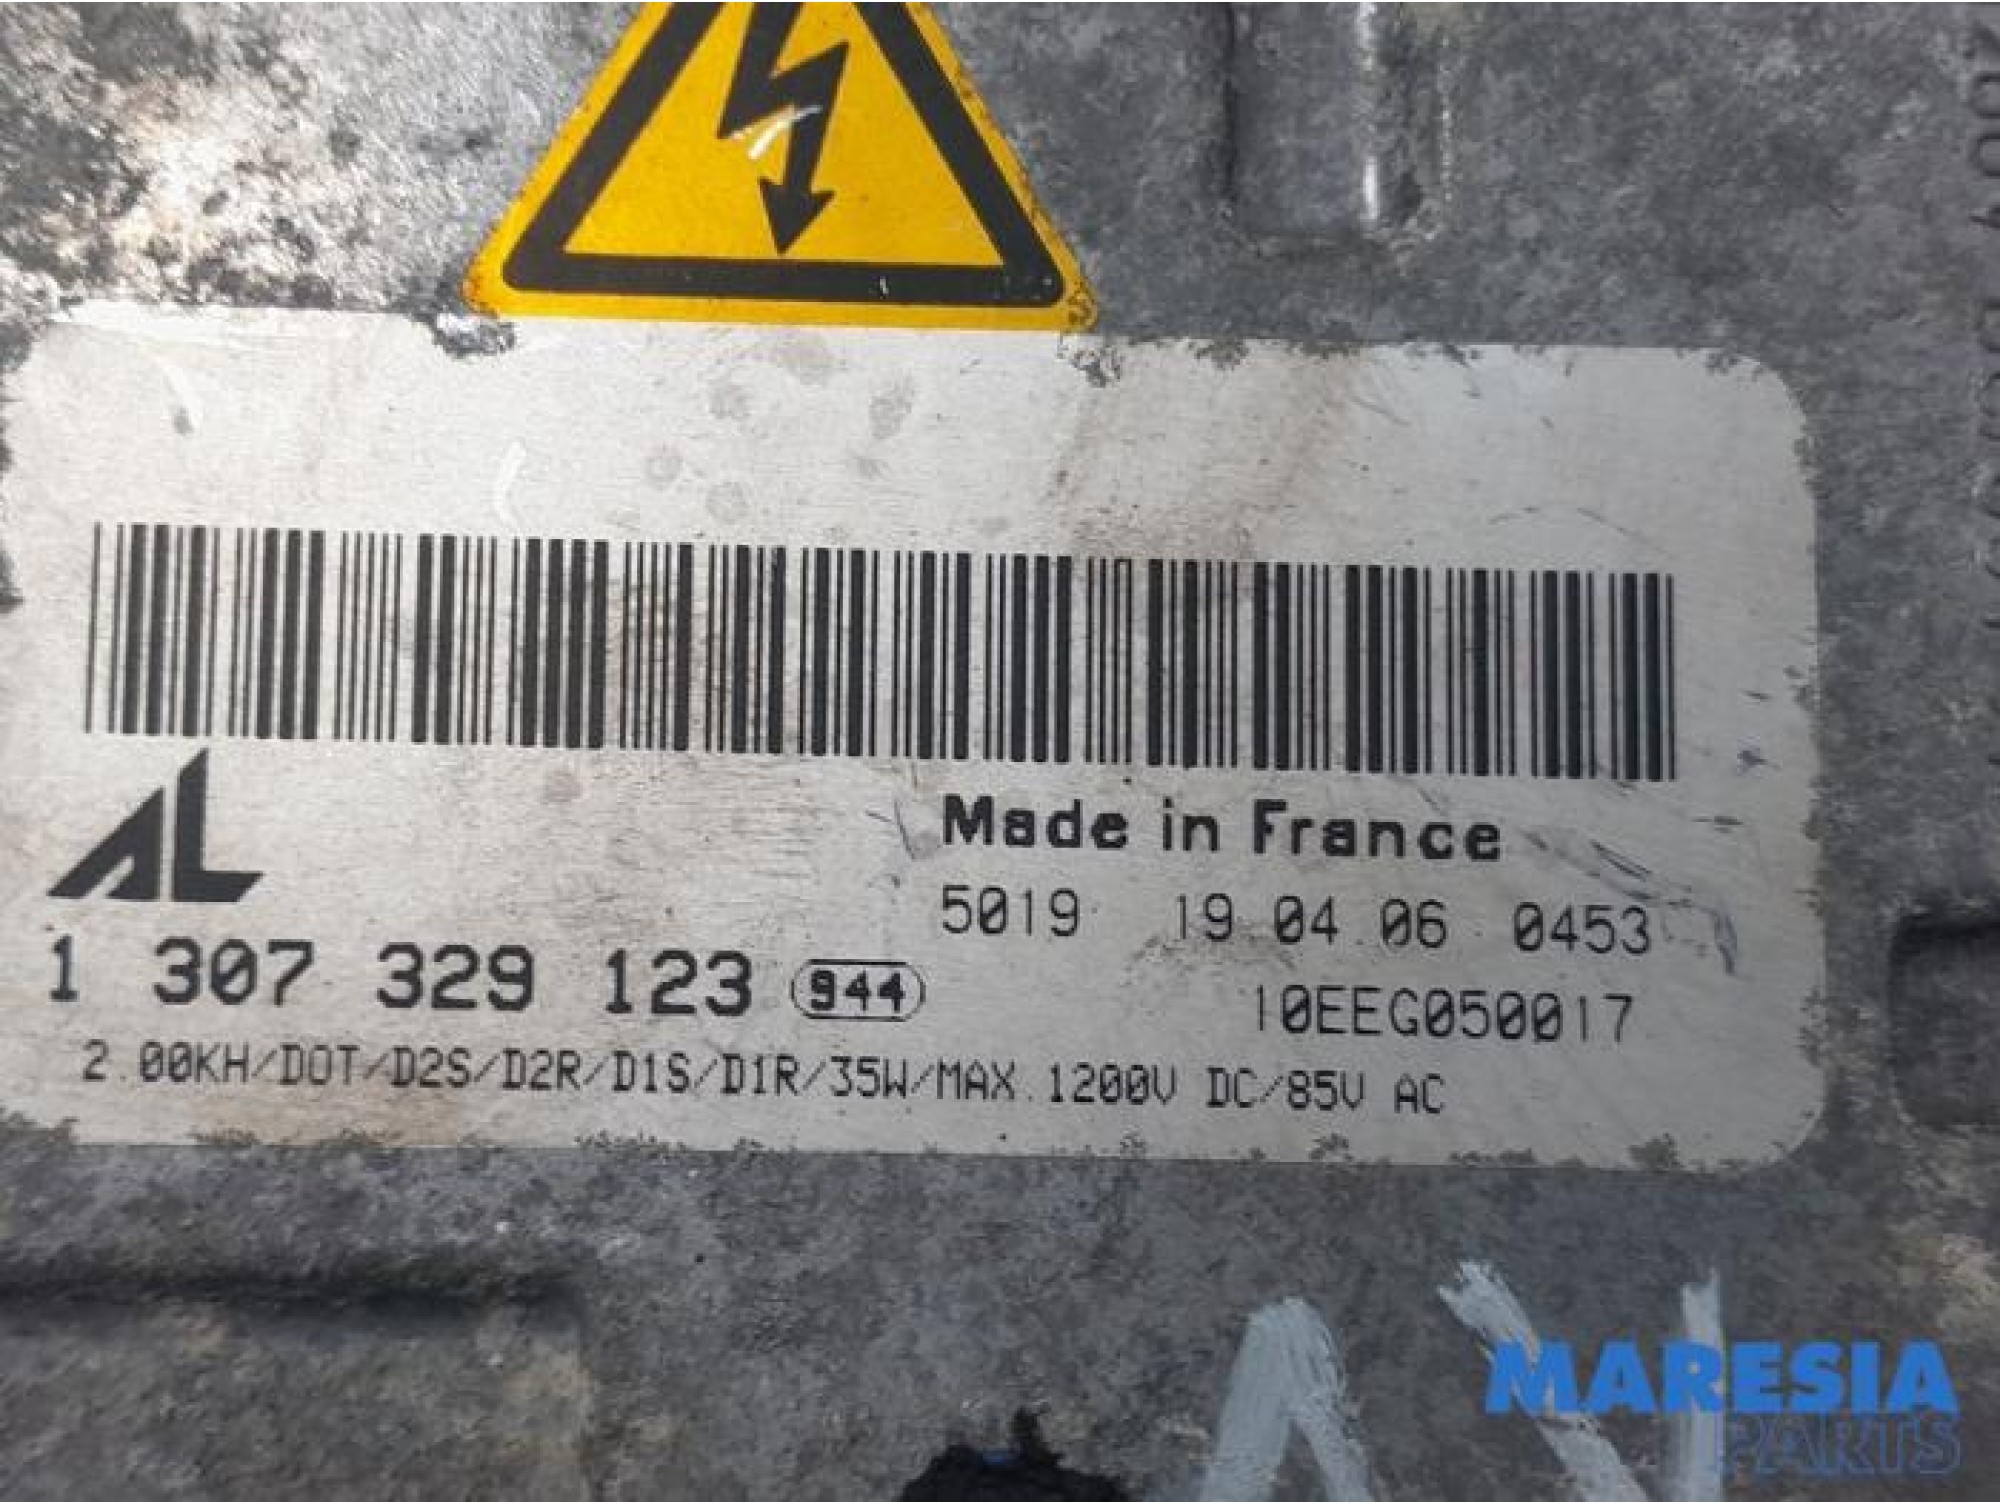 Made in France
5019 19 04 06 0453
AL
1 307 329 123 944
10EEG050017
2.00KH/DOT/D2S/D2R/D1S/D1R/35W/MAX.1200V DC/85V AC
MARESIA
PARTS